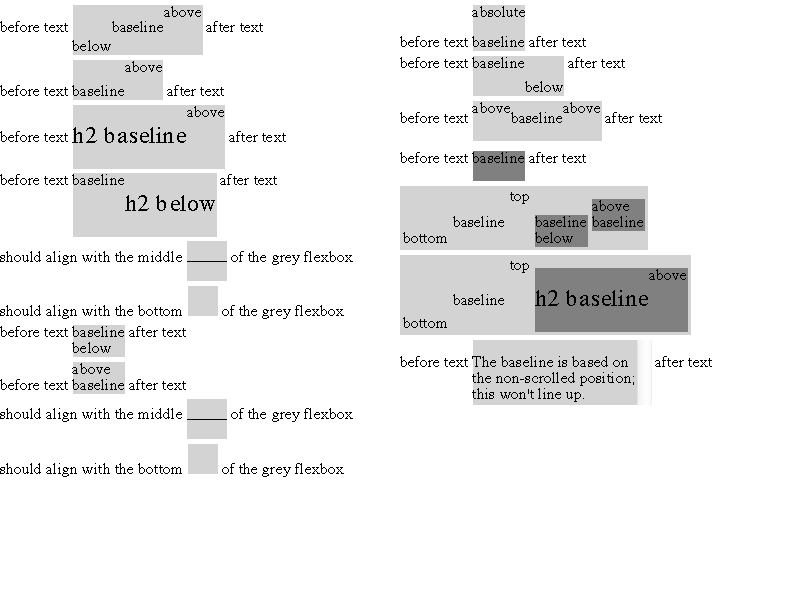 above
before text baseline after text
below
above
before text baseline after text
above
before text h2 baseline after text
before text baseline after text
h2 below
should align with the middle of the grey flexbox
should align with the bottom of the grey flexbox
before text baseline after text
below
above
before text baseline after text
should align with the middle of the grey flexbox
should align with the bottom of the grey flexbox
absolute
before text baseline after text
before text baseline after text
below
above above
before text baseline after text
before text baseline after text
top
above
baseline baseline baseline
bottom below
top
above
baseline h2 baseline
bottom
before text The baseline is based on after text
the non-scrolled position;
this won't line up.